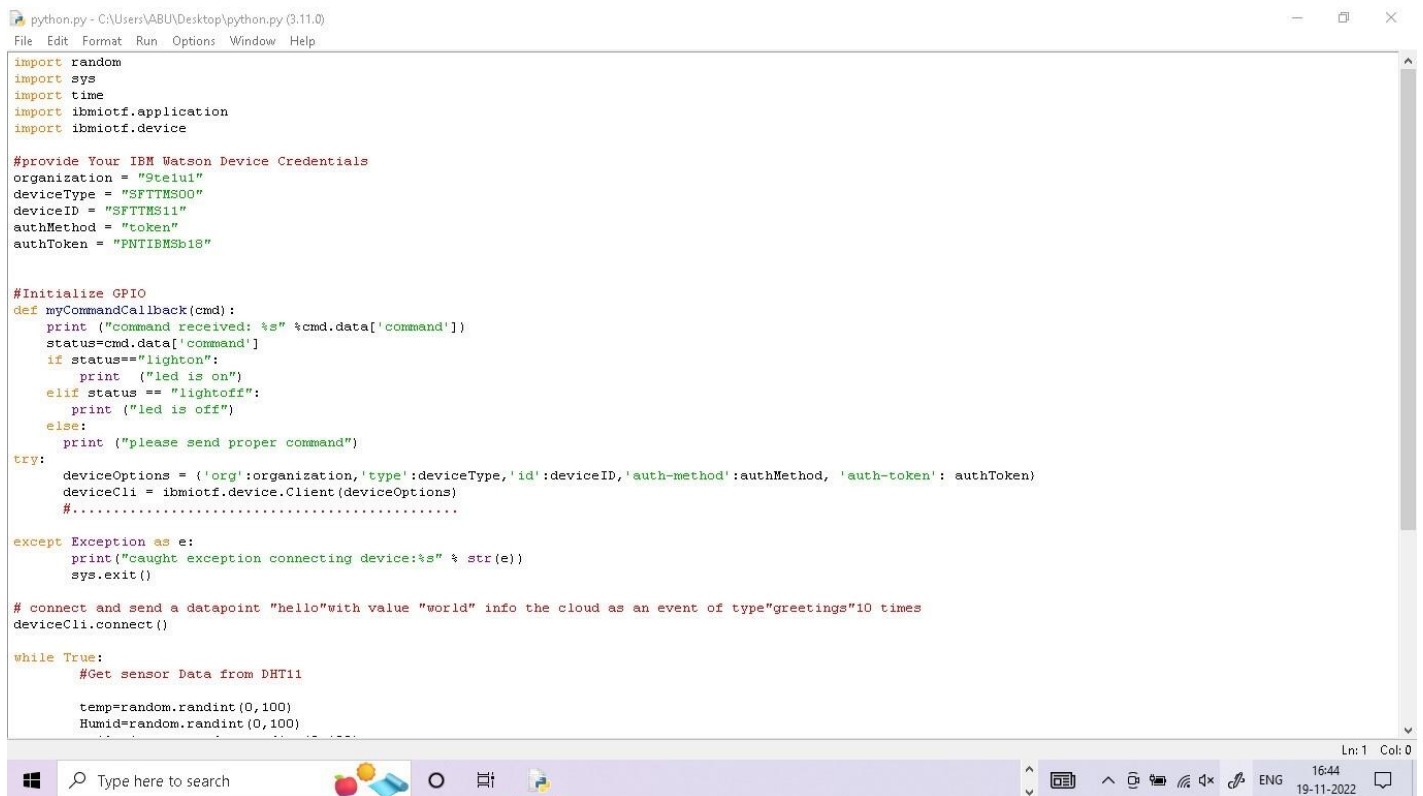 python.py - C:\Users\ABU\Desktop\python.py (3.11.0)
File Edit Format Run Options Window Help
import random
import sys
import time
import ibmiotf.application
import ibmiotf.device

#provide Your IBM Watson Device Credentials
organization = "9te1u1"
deviceType = "SFTTMS00"
deviceID = "SFTTMS11"
authMethod = "token"
authToken = "PNTIBMSb18"

#Initialize GPIO
def myCommandCallback(cmd):
    print ("command received: %s" %cmd.data['command'])
    status=cmd.data['command']
    if status=="lighton":
        print  ("led is on")
    elif status == "lightoff":
       print ("led is off")
    else:
      print ("please send proper command")
try:
      deviceOptions = {'org':organization,'type':deviceType,'id':deviceID,'auth-method':authMethod, 'auth-token': authToken}
      deviceCli = ibmiotf.device.Client(deviceOptions)
      #..............................................

except Exception as e:
       print("caught exception connecting device:%s" % str(e))
       sys.exit()

# connect and send a datapoint "hello"with value "world" info the cloud as an event of type"greetings"10 times
deviceCli.connect()

while True:
        #Get sensor Data from DHT11

        temp=random.randint(0,100)
        Humid=random.randint(0,100)
Ln: 1 Col: 0
Type here to search
ENG
16:44
19-11-2022